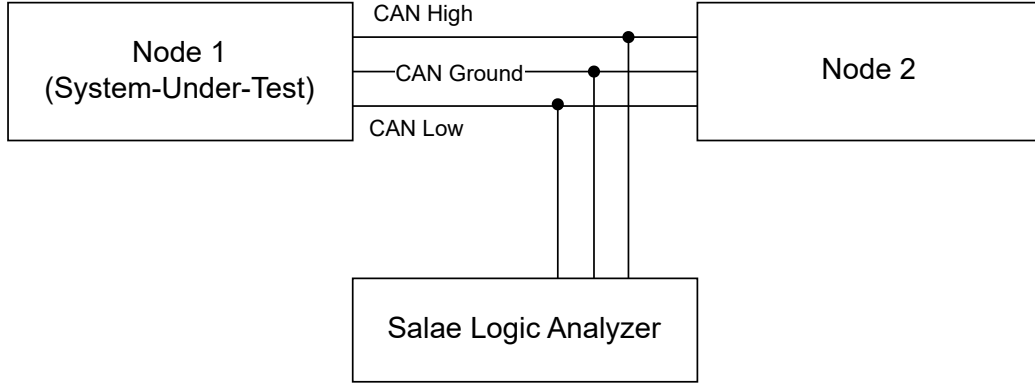 CAN High
Node 1
(System-Under-Test)
CAN Ground
Node 2
CAN Low
Salae Logic Analyzer